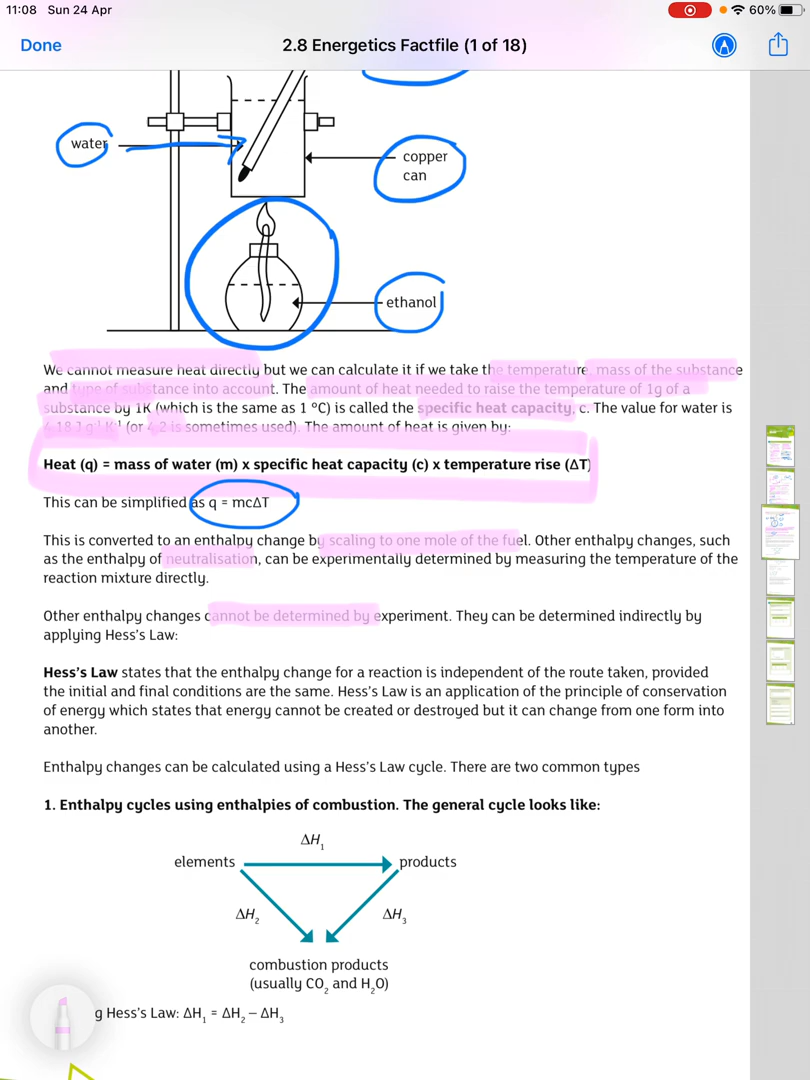 11:08 Sun 24 Apr
60%
Done
2.8 Energetics Factfile (1 of 18)
water
copper
can
ethanol
We cannot measure heat directly but we can calculate it if we take the temperature, mass of the substance
and type of substance into account. The amount of heat needed to raise the temperature of 1g of a
substance by 1K (which is the same as 1 ºC) is called the specific heat capacity, c. The value for water is
4.18 J g⁻¹ K⁻¹ (or 4.2 is sometimes used). The amount of heat is given by:
Heat (q) = mass of water (m) x specific heat capacity (c) x temperature rise (ΔT)
This can be simplified as q = mcΔT
This is converted to an enthalpy change by scaling to one mole of the fuel. Other enthalpy changes, such
as the enthalpy of neutralisation, can be experimentally determined by measuring the temperature of the
reaction mixture directly.
Other enthalpy changes cannot be determined by experiment. They can be determined indirectly by
applying Hess's Law:
Hess's Law states that the enthalpy change for a reaction is independent of the route taken, provided
the initial and final conditions are the same. Hess's Law is an application of the principle of conservation
of energy which states that energy cannot be created or destroyed but it can change from one form into
another.
Enthalpy changes can be calculated using a Hess's Law cycle. There are two common types
1. Enthalpy cycles using enthalpies of combustion. The general cycle looks like:
ΔH₁
elements products
ΔH₂ ΔH₃
combustion products
(usually CO₂ and H₂O)
g Hess's Law: ΔH₁ = ΔH₂ – ΔH₃